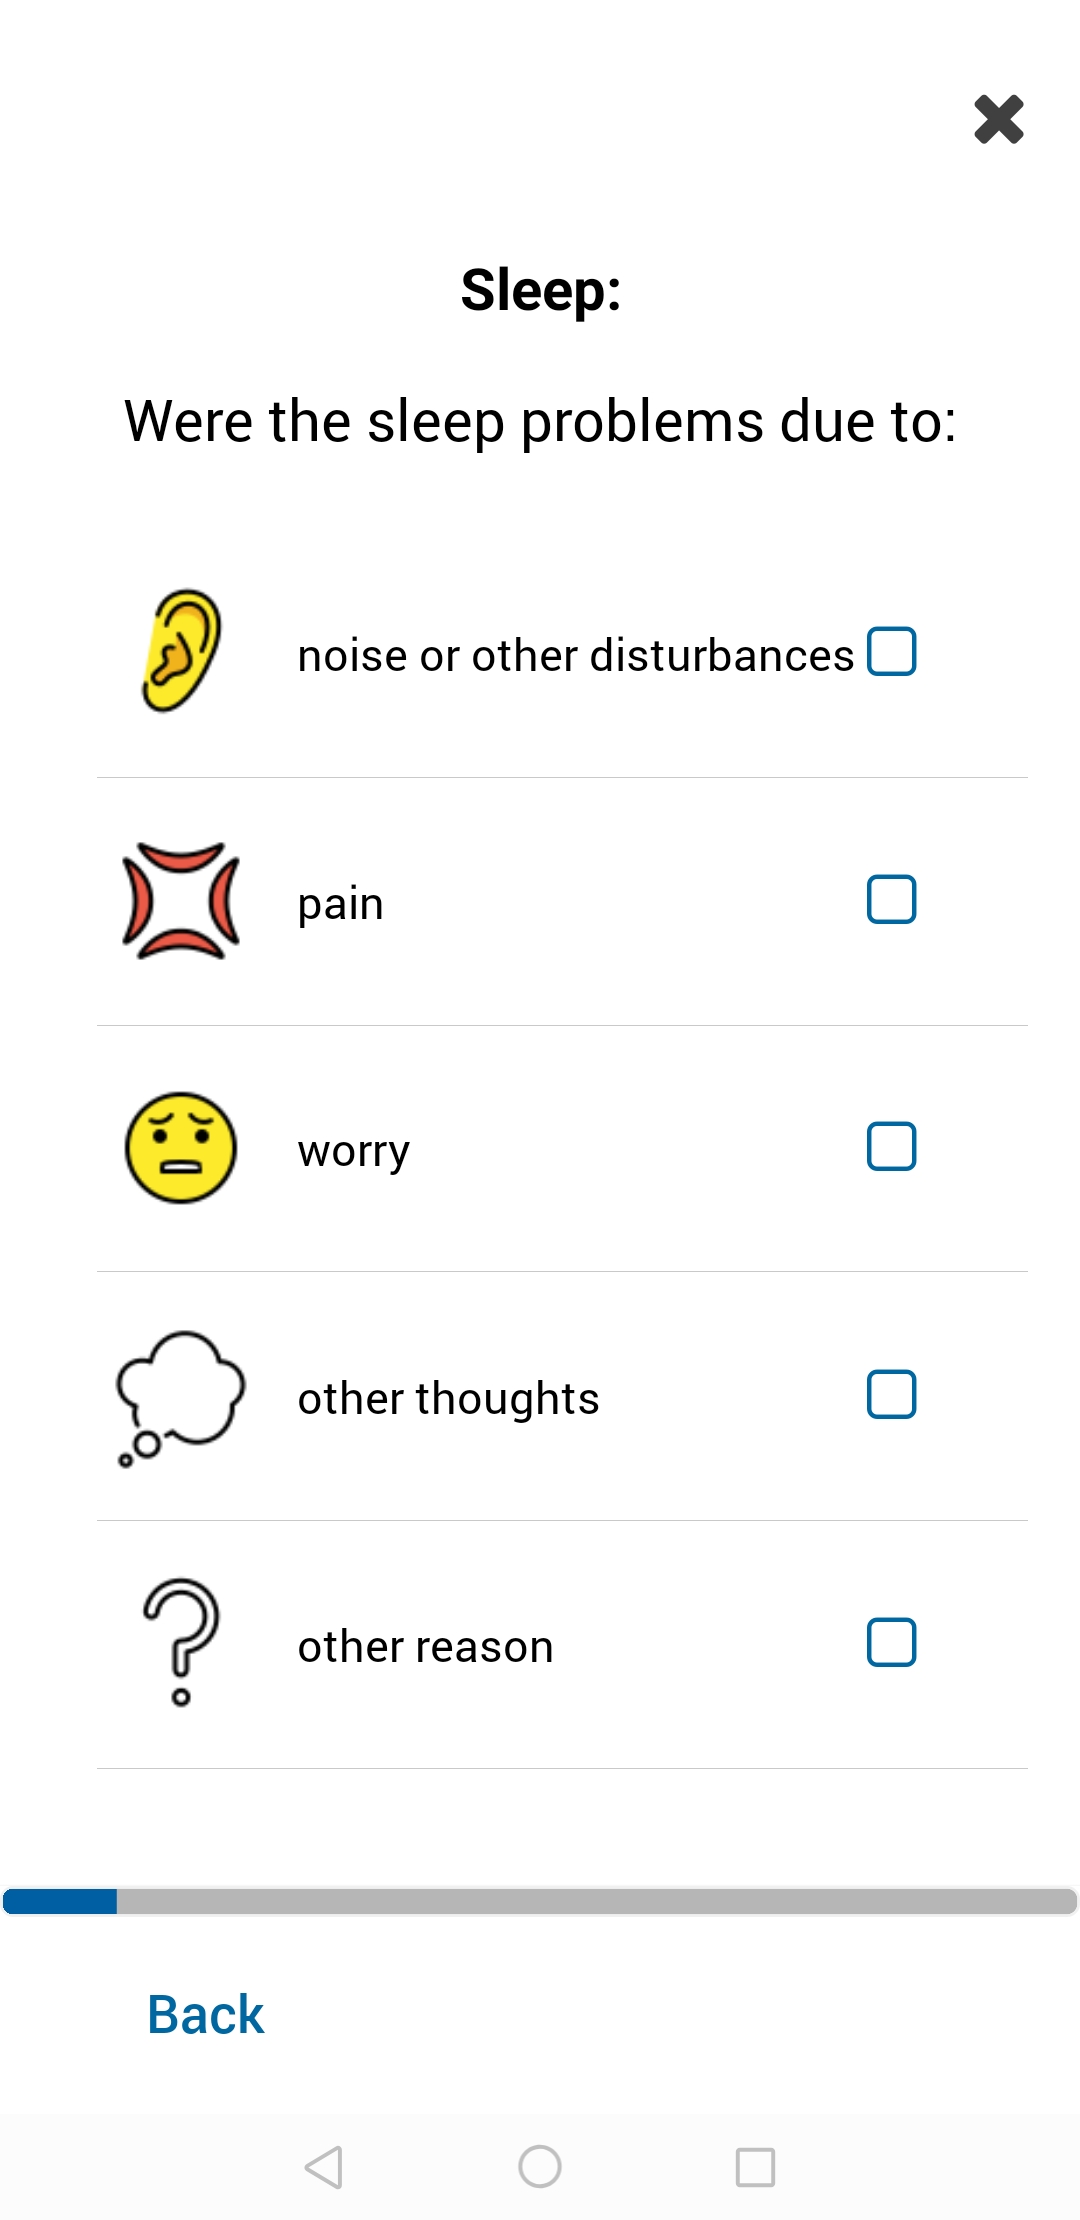 Sleep:
Were the sleep problems due to:
noise or other disturbances
pain
worry
other thoughts
other reason
Back